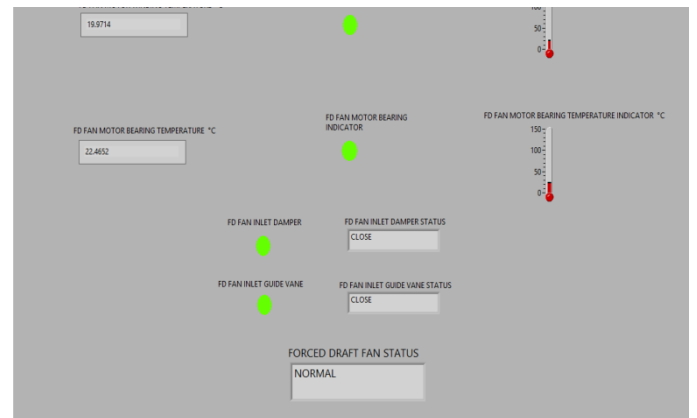 19.9714
100
50
0
FD FAN MOTOR BEARING TEMPERATURE °C
FD FAN MOTOR BEARING
INDICATOR
FD FAN MOTOR BEARING TEMPERATURE INDICATOR °C
22.4652
150
100
50
0
FD FAN INLET DAMPER
FD FAN INLET DAMPER STATUS
CLOSE
FD FAN INLET GUIDE VANE
FD FAN INLET GUIDE VANE STATUS
CLOSE
FORCED DRAFT FAN STATUS
NORMAL